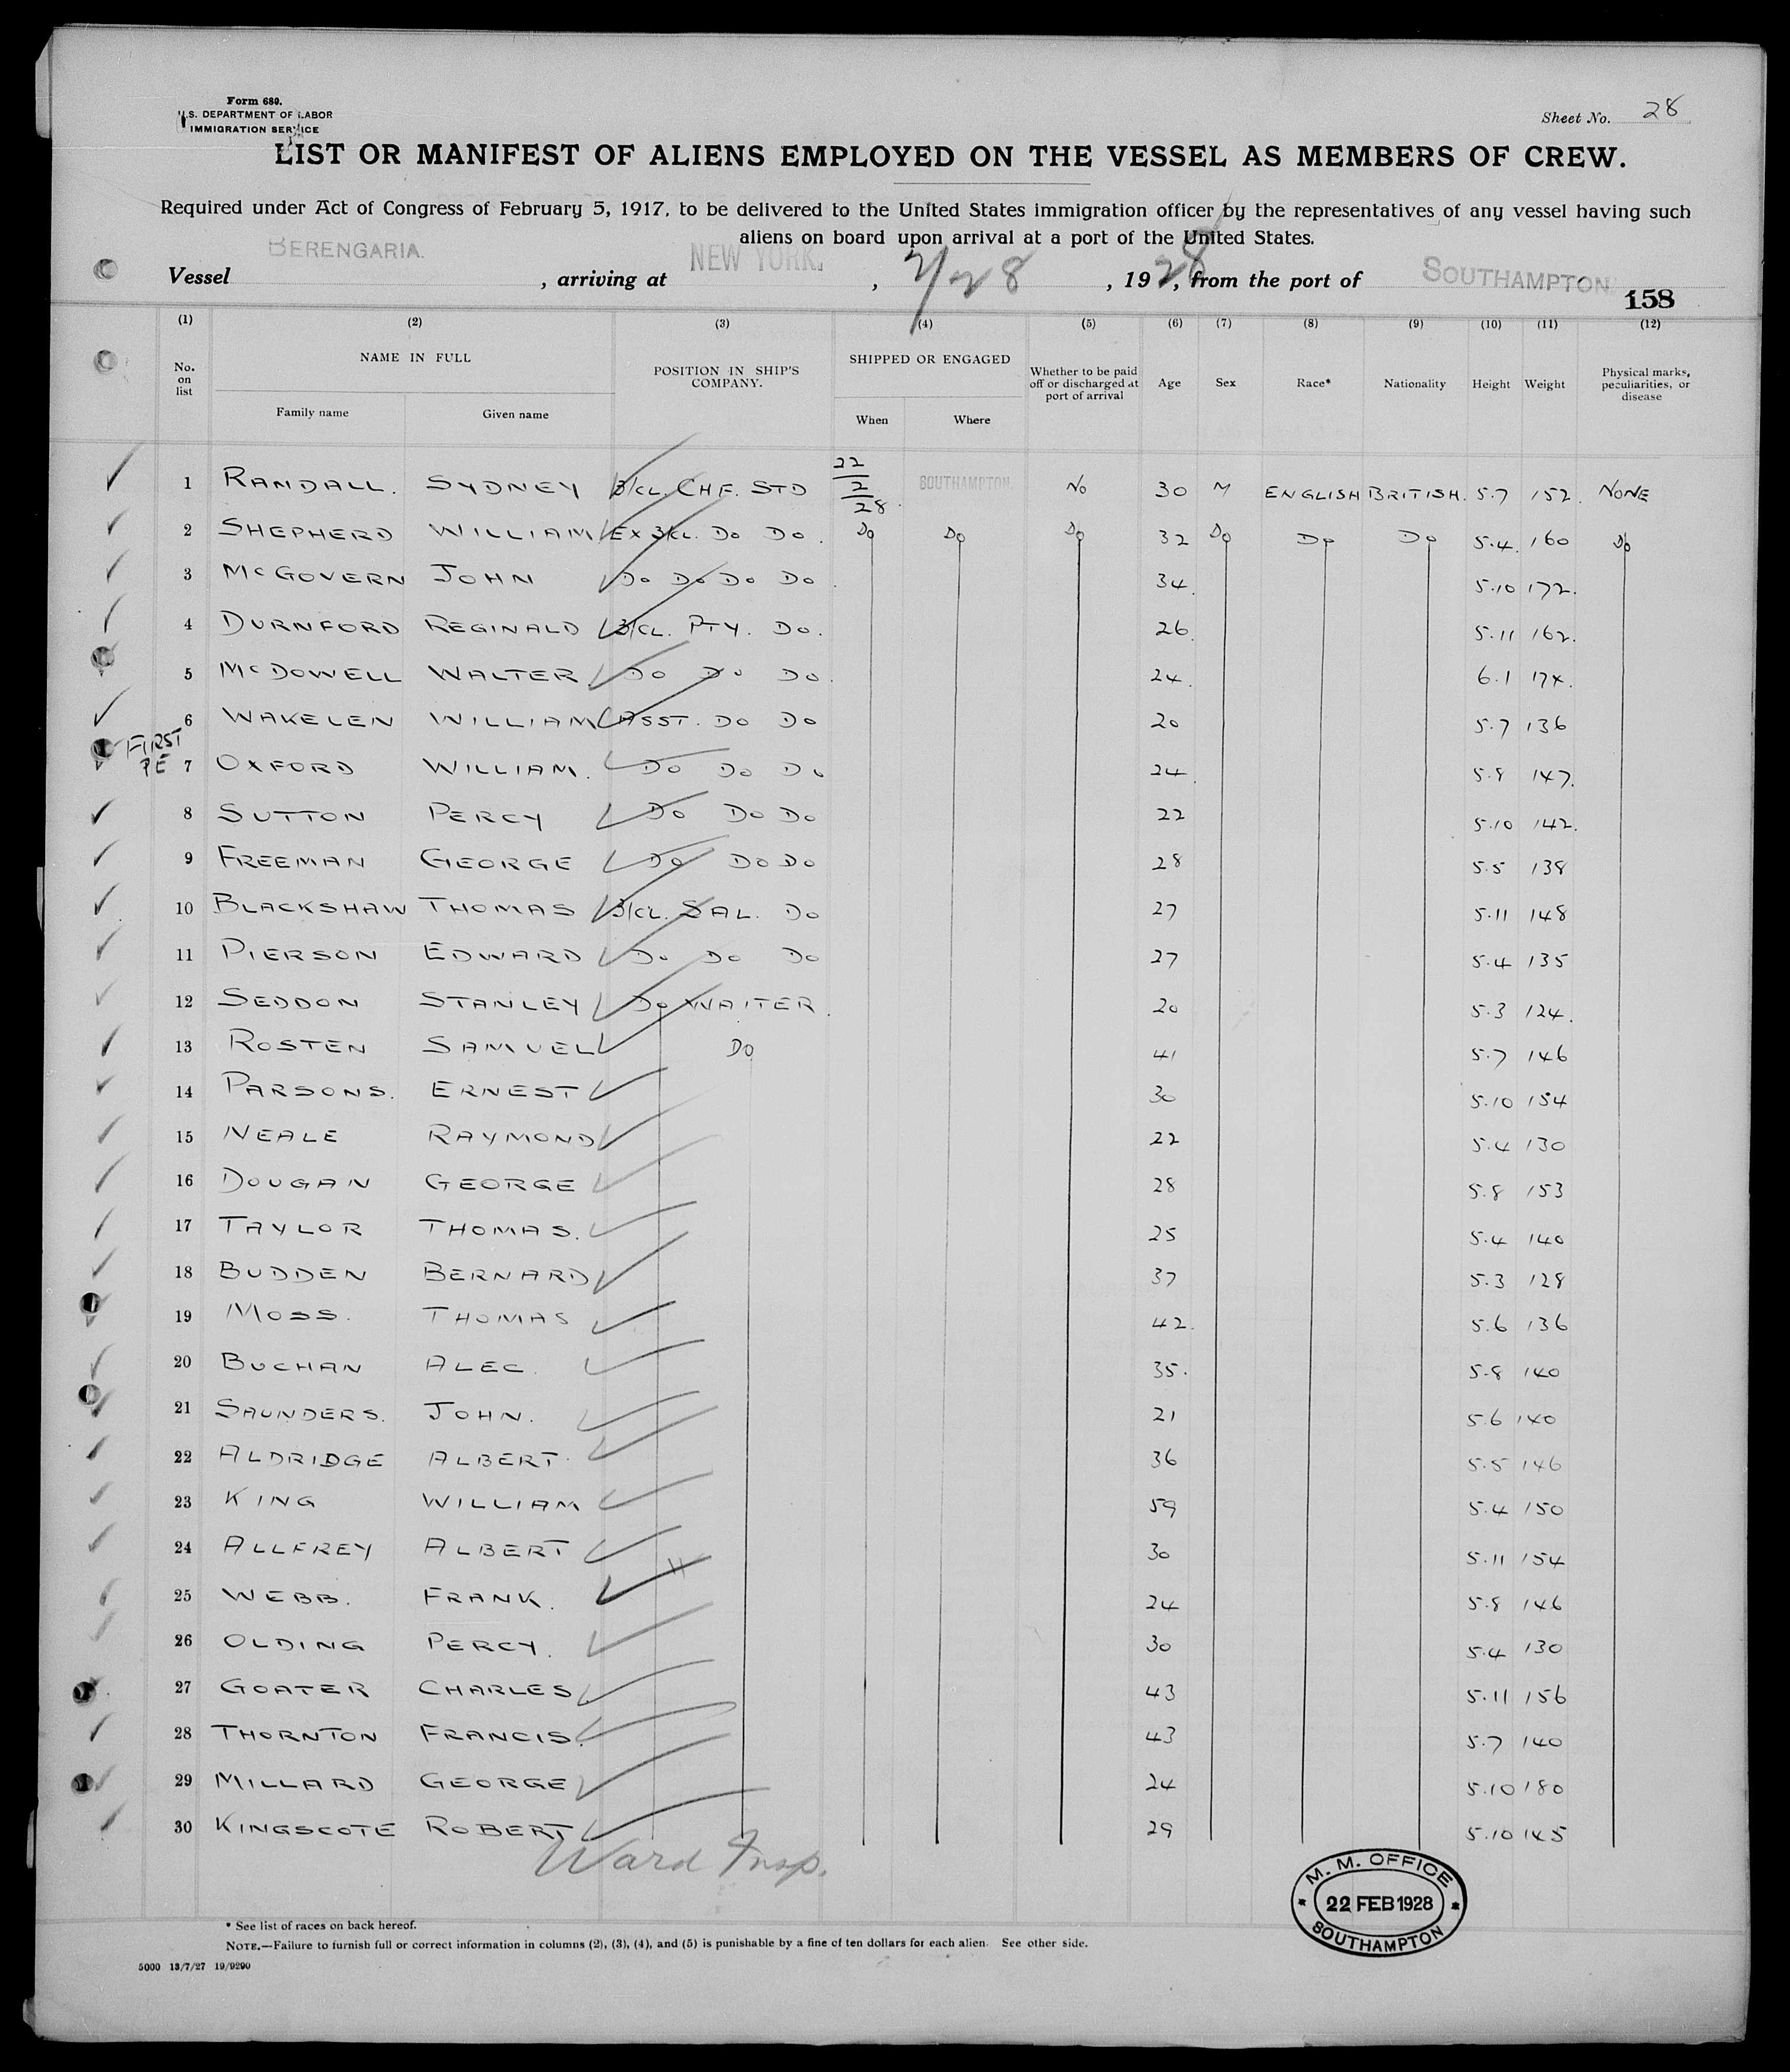 Form 680.
U.S. DEPARTMENT OF LABOR
IMMIGRATION SERVICE
Sheet No. 28
LIST OR MANIFEST OF ALIENS EMPLOYED ON THE VESSEL AS MEMBERS OF CREW.
Required under Act of Congress of February 5, 1917, to be delivered to the United States immigration officer by the representatives of any vessel having such
aliens on board upon arrival at a port of the United States.
Vessel BERENGARIA. , arriving at NEW YORK. , 2/28 , 1928, from the port of SOUTHAMPTON
158
(1) (2) (3) (4) (5) (6) (7) (8) (9) (10) (11) (12)
No. on list NAME IN FULL Family name Given name POSITION IN SHIP'S COMPANY. SHIPPED OR ENGAGED When Where Whether to be paid off or discharged at port of arrival Age Sex Race* Nationality Height Weight Physical marks, peculiarities, or disease
1 RANDALL. SYDNEY 3/CL. CHF. STD 22/2/28. SOUTHAMPTON. No 30 M ENGLISH BRITISH. 5.7 152. NONE
2 SHEPHERD WILLIAM EX 3/CL. Do Do. Do Do Do 32 Do Do Do 5.4. 160 Do
3 McGOVERN JOHN Do Do Do Do 34. 5.10 172.
4 DURNFORD REGINALD 3/CL. PTY. Do. 26. 5.11 162.
5 McDOWELL WALTER Do Do Do. 24. 6.1 174.
6 WAKELEN WILLIAM ASST. Do Do 20 5.7 136
FIRST
PE 7 OXFORD WILLIAM. Do Do Do 24. 5.8 147.
8 SUTTON PERCY Do Do Do 22 5.10 142.
9 FREEMAN GEORGE Do Do Do 28 5.5 138
10 BLACKSHAW THOMAS 3/CL. SAL. Do 27 5.11 148
11 PIERSON EDWARD Do Do Do 27 5.4 135
12 SEDDON STANLEY Do WAITER. 20 5.3 124.
13 ROSTEN SAMUEL Do 41 5.7 146
14 PARSONS. ERNEST 30 5.10 154
15 NEALE RAYMOND 22 5.4 130
16 DOUGAN GEORGE 28 5.8 153
17 TAYLOR THOMAS. 25 5.4 140
18 BUDDEN BERNARD 37 5.3 128
19 MOSS. THOMAS 42. 5.6 136
20 BUCHAN ALEC. 35. 5.8 140
21 SAUNDERS. JOHN. 21 5.6 140
22 ALDRIDGE ALBERT. 36 5.5 146
23 KING WILLIAM 59 5.4 150
24 ALLFREY ALBERT 30 5.11 154
25 WEBB. FRANK. 24 5.8 146
26 OLDING PERCY. 30 5.4 130
27 GOATER CHARLES 43 5.11 156
28 THORNTON FRANCIS. 43 5.7 140
29 MILLARD GEORGE 24 5.10 180
30 KINGSCOTE ROBERT 29 5.10 145
Ward Insp.
M. M. OFFICE
22 FEB 1928
SOUTHAMPTON
* See list of races on back hereof.
NOTE.—Failure to furnish full or correct information in columns (2), (3), (4), and (5) is punishable by a fine of ten dollars for each alien. See other side.
5000 13/7/27 19/9290